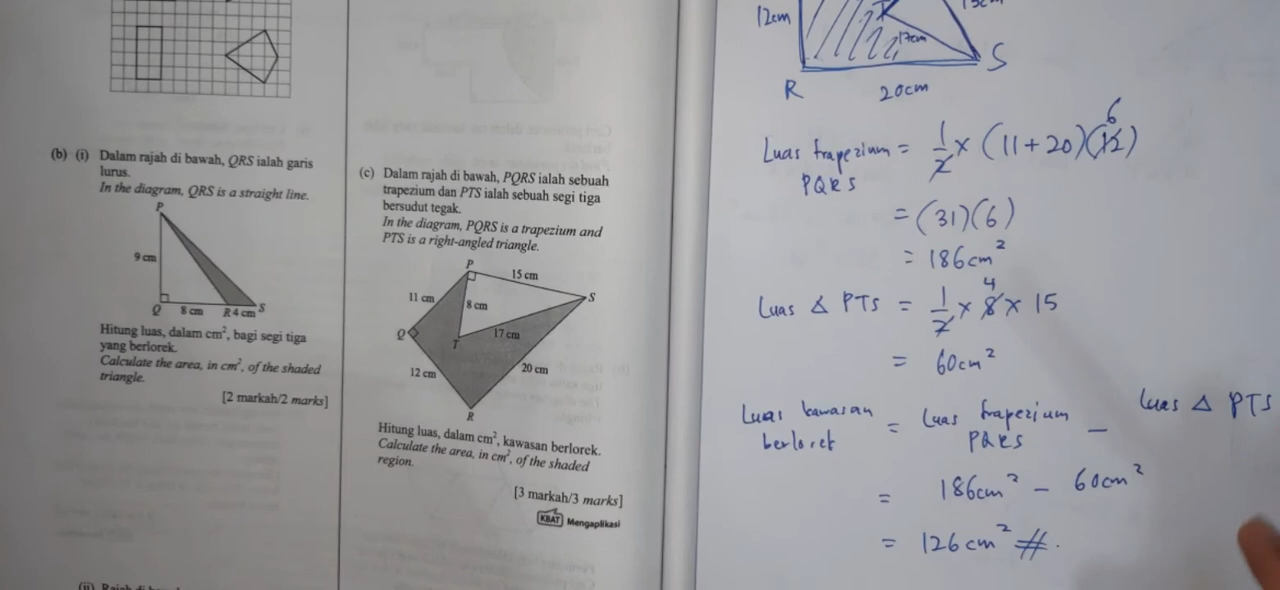 (b) (i) Dalam rajah di bawah, QRS ialah garis
lurus.
In the diagram, QRS is a straight line.
P
9 cm
Q
8 cm
R
4 cm
S
Hitung luas, dalam cm², bagi segi tiga
yang berlorek.
Calculate the area, in cm², of the shaded
triangle.
[2 markah/2 marks]
(c) Dalam rajah di bawah, PQRS ialah sebuah
trapezium dan PTS ialah sebuah segi tiga
bersudut tegak.
In the diagram, PQRS is a trapezium and
PTS is a right-angled triangle.
P
15 cm
11 cm
8 cm
S
Q
T
17 cm
12 cm
20 cm
R
Hitung luas, dalam cm², kawasan berlorek.
Calculate the area, in cm², of the shaded
region.
[3 markah/3 marks]
KBAT Mengaplikasi
12cm
17cm
S
R
20cm
Luas trapezium = 1/2 × (11+20)(12) 6
PQRS
= (31)(6)
= 186cm²
4
Luas Δ PTS = 1/2 × 8 × 15
= 60cm²
Luas kawasan = Luas trapezium − Luas Δ PTS
berlorek PQRS
= 186cm² − 60cm²
= 126cm² #.